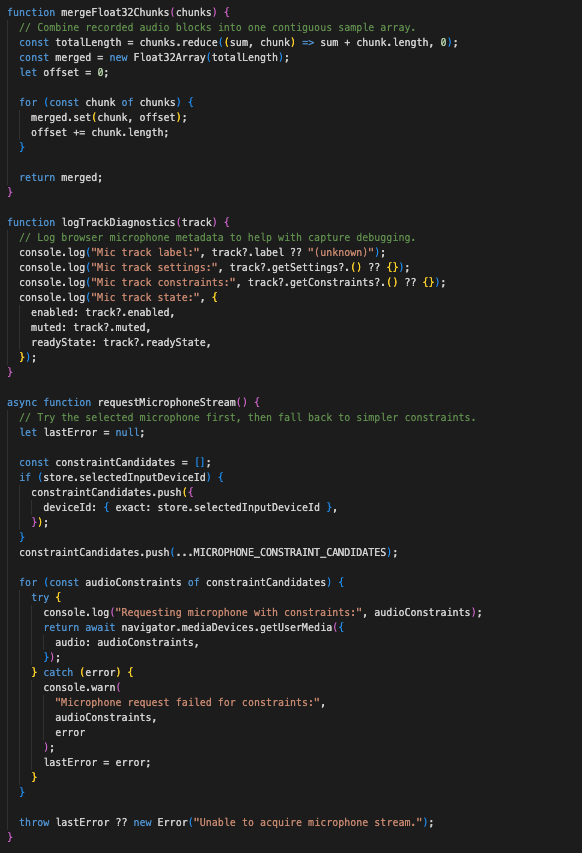 function mergeFloat32Chunks(chunks) {
  // Combine recorded audio blocks into one contiguous sample array.
  const totalLength = chunks.reduce((sum, chunk) => sum + chunk.length, 0);
  const merged = new Float32Array(totalLength);
  let offset = 0;

  for (const chunk of chunks) {
    merged.set(chunk, offset);
    offset += chunk.length;
  }

  return merged;
}

function logTrackDiagnostics(track) {
  // Log browser microphone metadata to help with capture debugging.
  console.log("Mic track label:", track?.label ?? "(unknown)");
  console.log("Mic track settings:", track?.getSettings?.() ?? {});
  console.log("Mic track constraints:", track?.getConstraints?.() ?? {});
  console.log("Mic track state:", {
    enabled: track?.enabled,
    muted: track?.muted,
    readyState: track?.readyState,
  });
}

async function requestMicrophoneStream() {
  // Try the selected microphone first, then fall back to simpler constraints.
  let lastError = null;

  const constraintCandidates = [];
  if (store.selectedInputDeviceId) {
    constraintCandidates.push({
      deviceId: { exact: store.selectedInputDeviceId },
    });
  }
  constraintCandidates.push(...MICROPHONE_CONSTRAINT_CANDIDATES);

  for (const audioConstraints of constraintCandidates) {
    try {
      console.log("Requesting microphone with constraints:", audioConstraints);
      return await navigator.mediaDevices.getUserMedia({
        audio: audioConstraints,
      });
    } catch (error) {
      console.warn(
        "Microphone request failed for constraints:",
        audioConstraints,
        error
      );
      lastError = error;
    }
  }

  throw lastError ?? new Error("Unable to acquire microphone stream.");
}